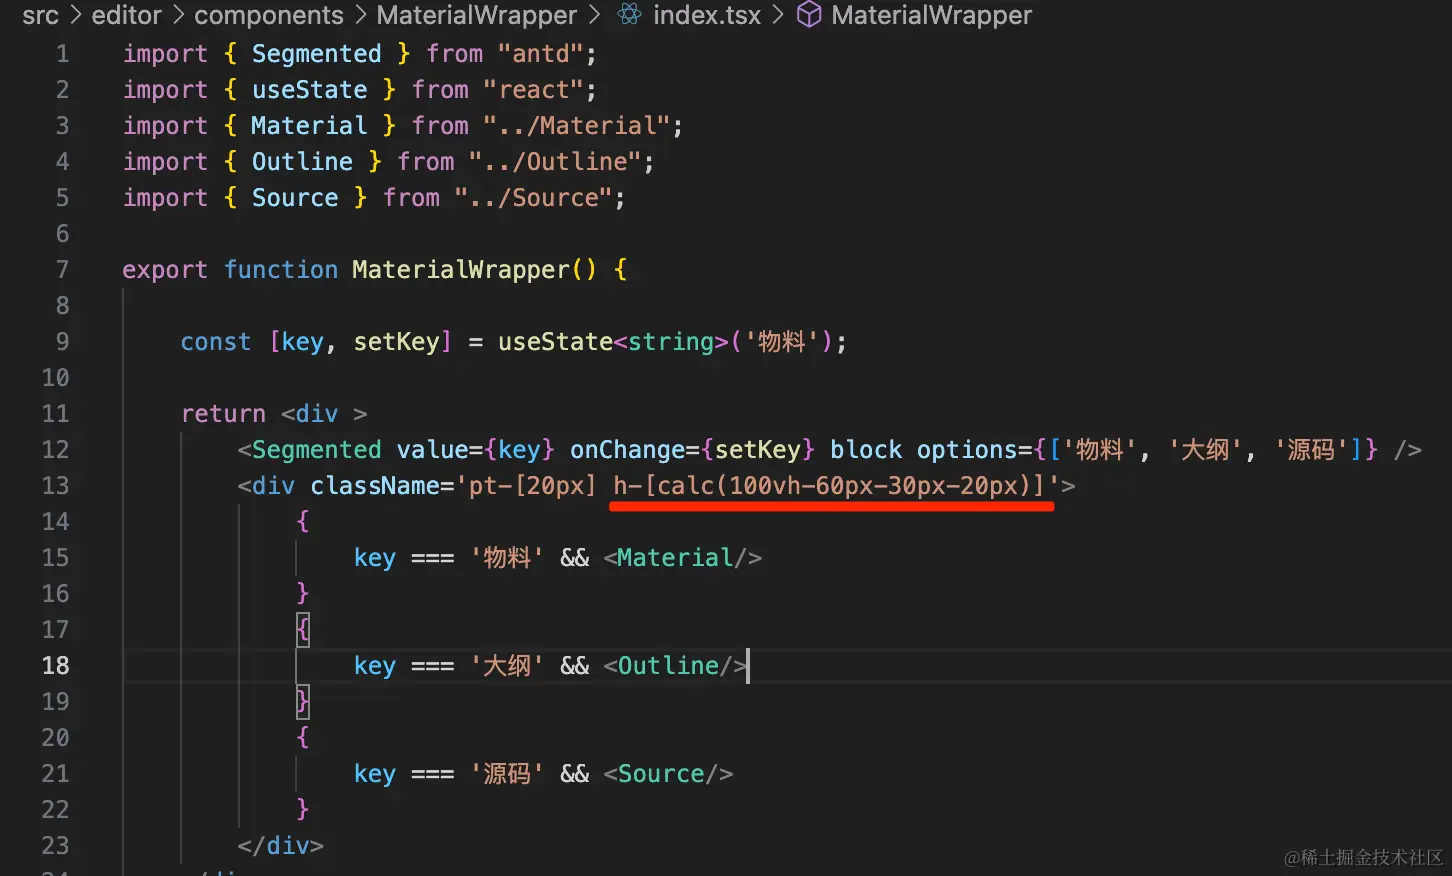 src > editor > components > MaterialWrapper > index.tsx > MaterialWrapper
1 import { Segmented } from "antd";
2 import { useState } from "react";
3 import { Material } from "../Material";
4 import { Outline } from "../Outline";
5 import { Source } from "../Source";
6
7 export function MaterialWrapper() {
8
9     const [key, setKey] = useState<string>('物料');
10
11     return <div >
12         <Segmented value={key} onChange={setKey} block options={['物料', '大纲', '源码']} />
13         <div className='pt-[20px] h-[calc(100vh-60px-30px-20px)]'>
14             {
15                 key === '物料' && <Material/>
16             }
17             {
18                 key === '大纲' && <Outline/>
19             }
20             {
21                 key === '源码' && <Source/>
22             }
23         </div>
@稀土掘金技术社区